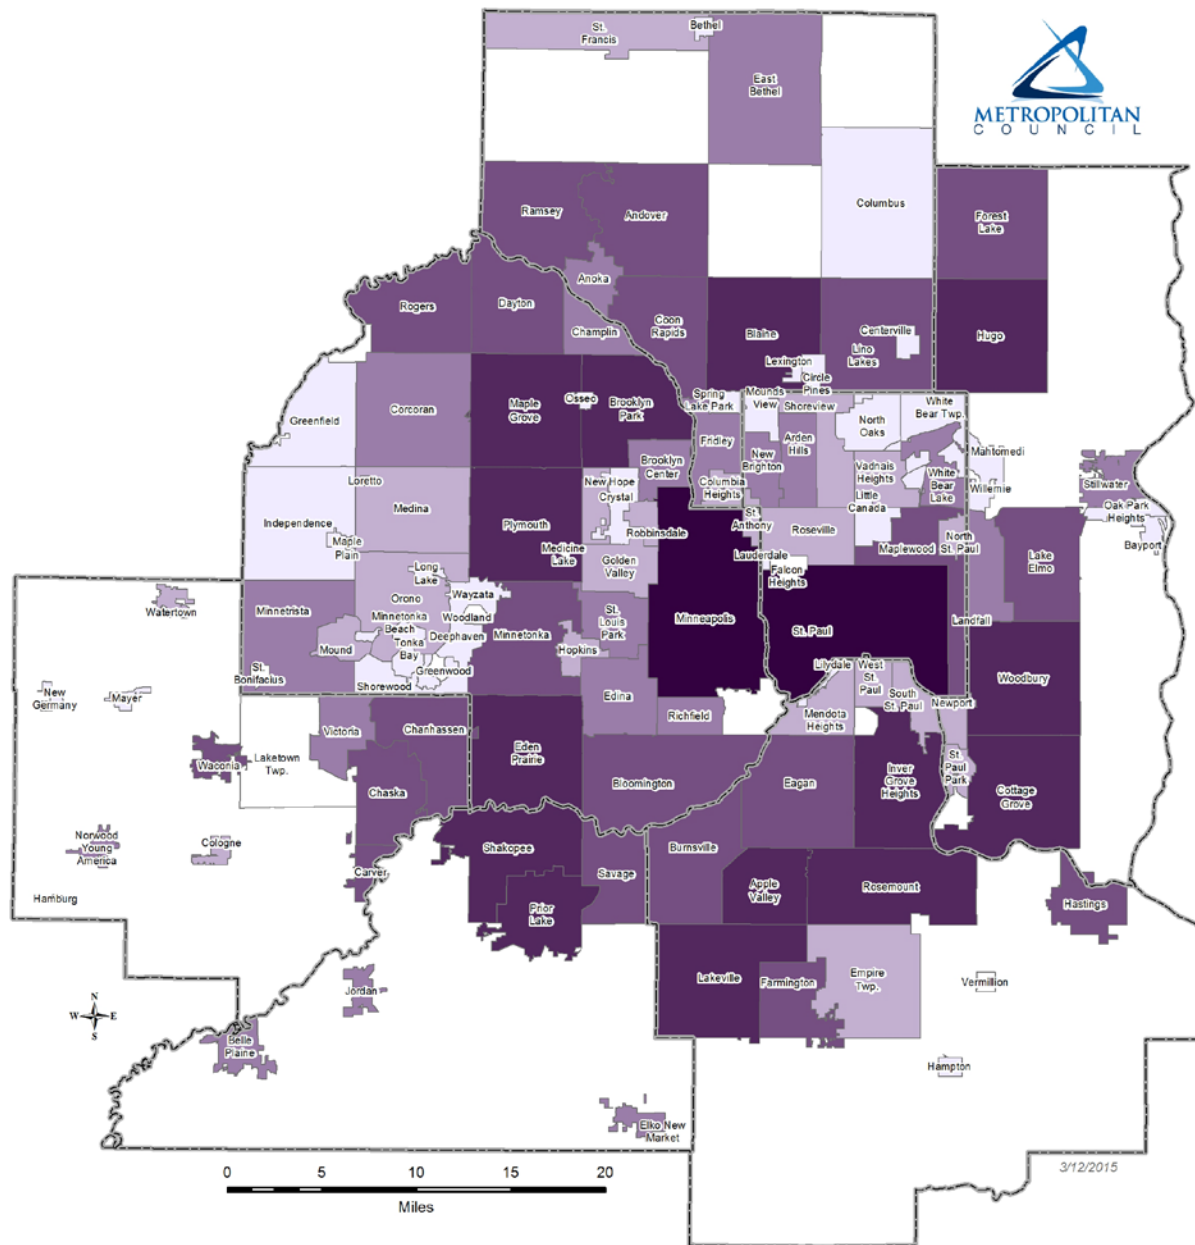 St.
Francis
Bethel
East
Bethel
METROPOLITAN
COUNCIL
Columbus
Ramsey
Andover
Forest
Lake
Anoka
Rogers
Dayton
Champlin
Coon
Rapids
Blaine
Centerville
Lino
Lakes
Hugo
Lexington
Circle
Pines
Greenfield
Corcoran
Maple
Grove
Osseo
Brooklyn
Park
Spring
Lake Park
Mounds
View
Shoreview
North
Oaks
White
Bear Twp.
Fridley
Arden
Hills
New
Brighton
Brooklyn
Center
Mahtomedi
Vadnais
Heights
White
Bear
Lake
Willernie
Stillwater
Oak Park
Heights
Bayport
Loretto
Medina
Independence
Maple
Plain
Plymouth
Medicine
Lake
New Hope
Crystal
Robbinsdale
Columbia
Heights
St.
Anthony
Roseville
Little
Canada
Maplewood
North
St. Paul
Lake
Elmo
Lauderdale
Falcon
Heights
Golden
Valley
Long
Lake
Orono
Wayzata
Woodland
Watertown
Minnetrista
Mound
Minnetonka
Beach
Tonka
Bay
Deephaven
Greenwood
Shorewood
Minnetonka
St.
Louis
Park
Hopkins
Minneapolis
St. Paul
Landfall
St.
Bonifacius
New
Germany
Mayer
Edina
Richfield
Lilydale
West
St.
Paul
South
St. Paul
Mendota
Heights
Newport
Woodbury
Waconia
Laketown
Twp.
Victoria
Chanhassen
Chaska
Eden
Prairie
Bloomington
Eagan
Inver
Grove
Heights
St.
Paul
Park
Cottage
Grove
Norwood
Young
America
Cologne
Hamburg
Carver
Shakopee
Savage
Burnsville
Prior
Lake
Apple
Valley
Rosemount
Hastings
Lakeville
Farmington
Empire
Twp.
Vermillion
Jordan
Belle
Plaine
Hampton
Elko New
Market
N
W E
S
0 5 10 15 20
Miles
3/12/2015